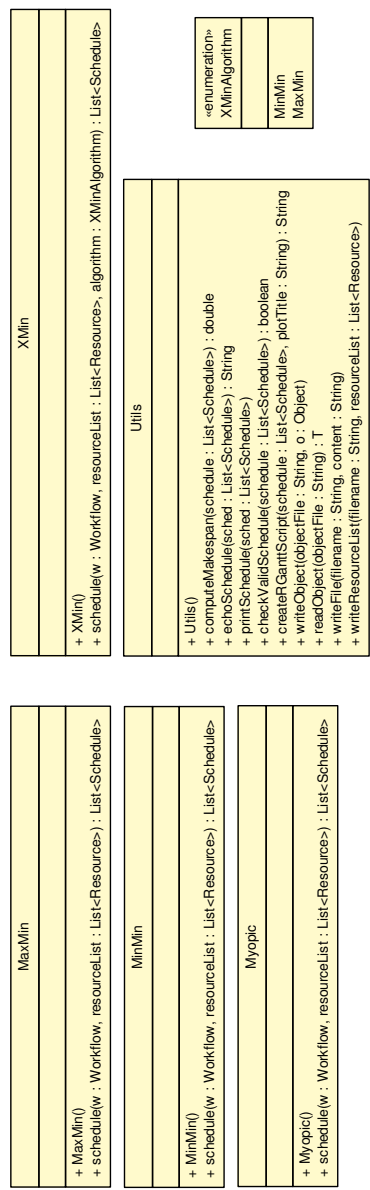 MaxMin
+ MaxMin()
+ schedule(w : Workflow, resourceList : List<Resource>) : List<Schedule>
MinMin
+ MinMin()
+ schedule(w : Workflow, resourceList : List<Resource>) : List<Schedule>
Myopic
+ Myopic()
+ schedule(w : Workflow, resourceList : List<Resource>) : List<Schedule>
XMin
+ XMin()
+ schedule(w : Workflow, resourceList : List<Resource>, algorithm : XMinAlgorithm) : List<Schedule>
Utils
+ Utils()
+ computeMakespan(schedule : List<Schedule>) : double
+ echoSchedule(sched : List<Schedule>) : String
+ printSchedule(sched : List<Schedule>)
+ checkValidSchedule(schedule : List<Schedule>) : boolean
+ createRGanttScript(schedule : List<Schedule>, plotTitle : String) : String
+ writeObject(objectFile : String, o : Object)
+ readObject(objectFile : String) : T
+ writeFile(filename : String, content : String)
+ writeResourceList(filename : String, resourceList : List<Resource>)
«enumeration»
XMinAlgorithm
MinMin
MaxMin